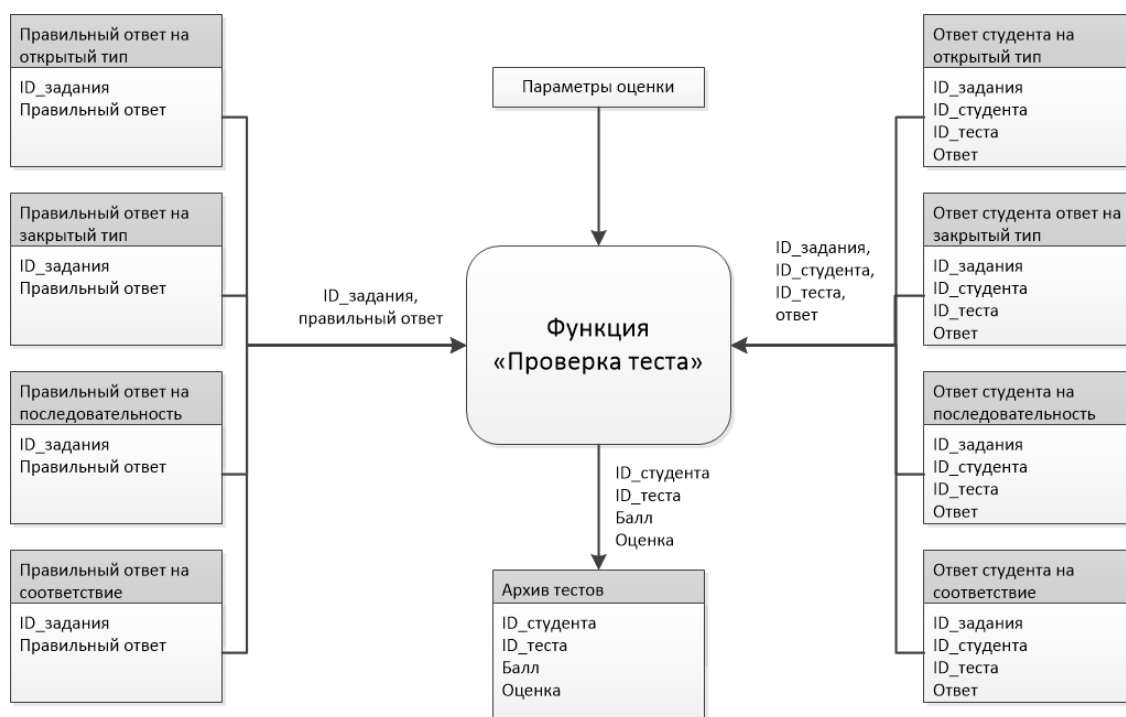 Правильный ответ на
открытый тип
ID_задания
Правильный ответ
Правильный ответ на
закрытый тип
ID_задания
Правильный ответ
Правильный ответ на
последовательность
ID_задания
Правильный ответ
Правильный ответ на
соответствие
ID_задания
Правильный ответ
ID_задания,
правильный ответ
Параметры оценки
Функция
«Проверка теста»
ID_студента
ID_теста
Балл
Оценка
Архив тестов
ID_студента
ID_теста
Балл
Оценка
ID_задания,
ID_студента,
ID_теста,
ответ
Ответ студента на
открытый тип
ID_задания
ID_студента
ID_теста
Ответ
Ответ студента ответ на
закрытый тип
ID_задания
ID_студента
ID_теста
Ответ
Ответ студента на
последовательность
ID_задания
ID_студента
ID_теста
Ответ
Ответ студента на
соответствие
ID_задания
ID_студента
ID_теста
Ответ